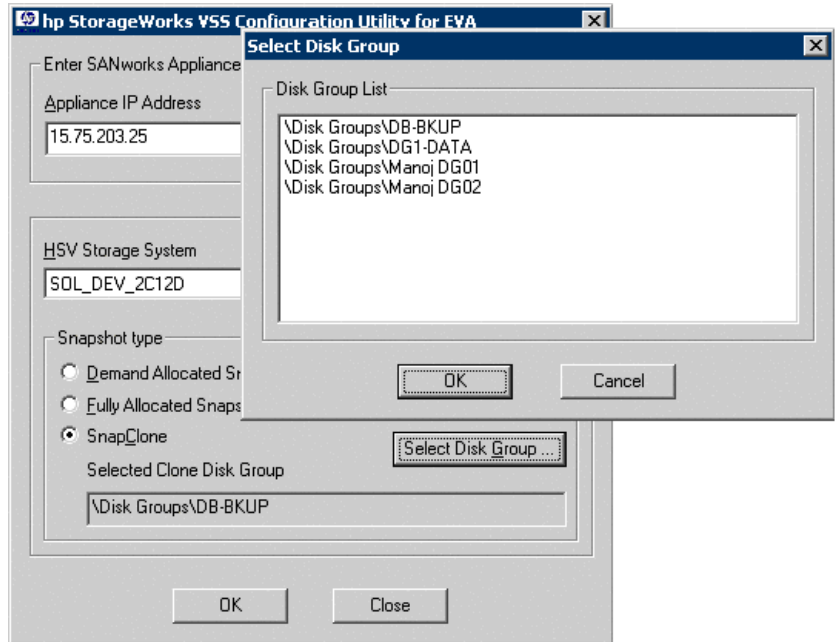 hp StorageWorks VSS Configuration Utility for EVA
Select Disk Group
Enter SANworks Appliance
Appliance IP Address
15.75.203.25
Disk Group List
\Disk Groups\DB-BKUP
\Disk Groups\DG1-DATA
\Disk Groups\Manoj DG01
\Disk Groups\Manoj DG02
OK
Cancel
HSV Storage System
SOL_DEV_2C12D
Snapshot type
Demand Allocated
Fully Allocated
SnapClone
Select Disk Group ...
Selected Clone Disk Group
\Disk Groups\DB-BKUP
OK
Close